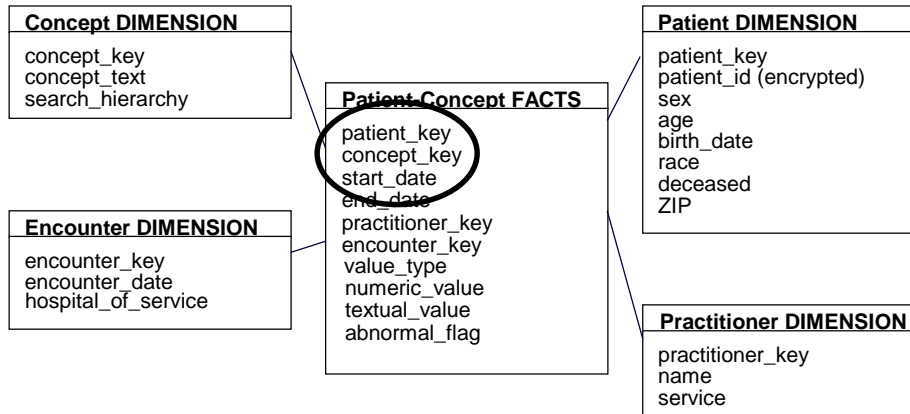 Concept DIMENSION
concept_key
concept_text
search_hierarchy
Encounter DIMENSION
encounter_key
encounter_date
hospital_of_service
Patient-Concept FACTS
patient_key
concept_key
start_date
end_date
practitioner_key
encounter_key
value_type
numeric_value
textual_value
abnormal_flag
Patient DIMENSION
patient_key
patient_id (encrypted)
sex
age
birth_date
race
deceased
ZIP
Practitioner DIMENSION
practitioner_key
name
service